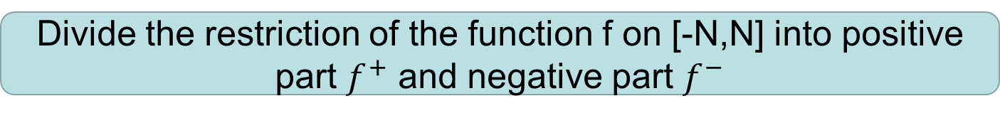 Divide the restriction of the function f on [-N,N] into positive
part f⁺ and negative part f⁻